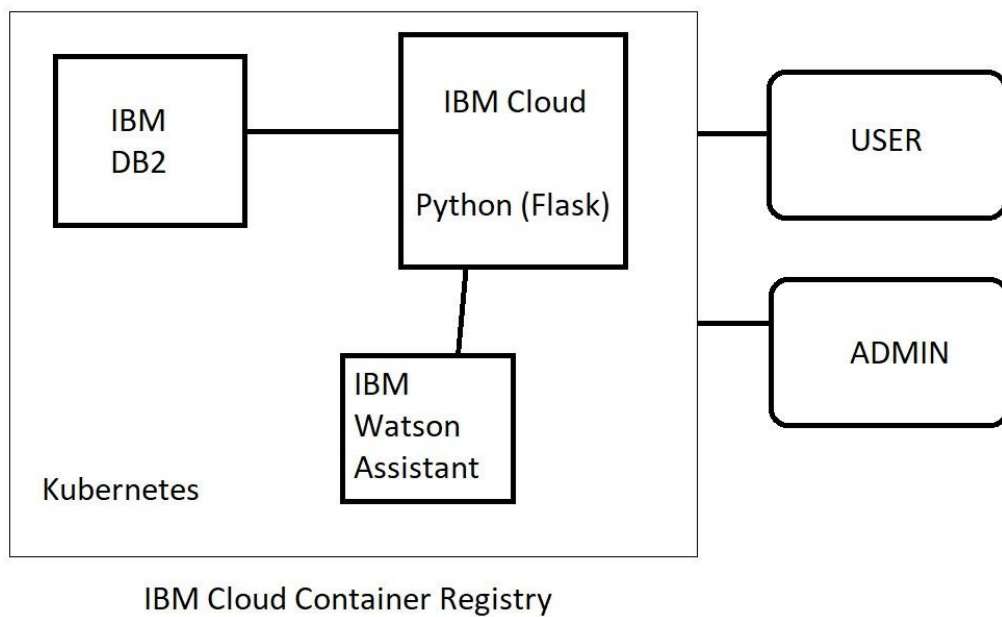 IBM
DB2
IBM Cloud
Python (Flask)
USER
IBM
Watson
Assistant
ADMIN
Kubernetes
IBM Cloud Container Registry